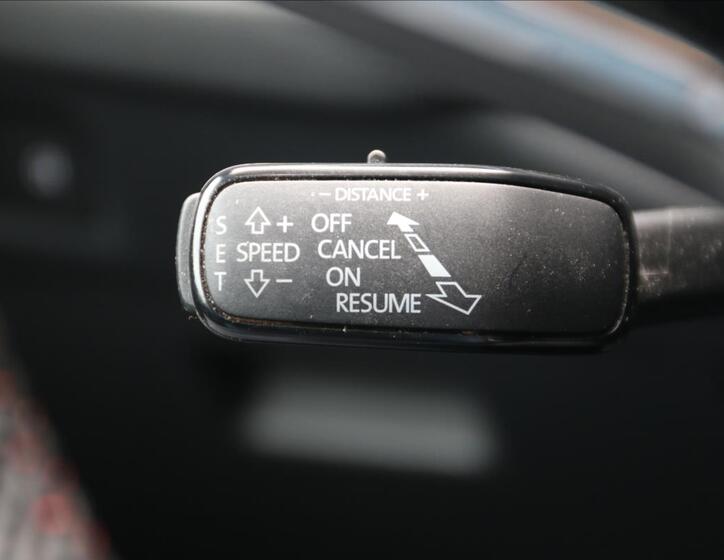 - DISTANCE +
S + OFF
E SPEED CANCEL
T - ON
RESUME